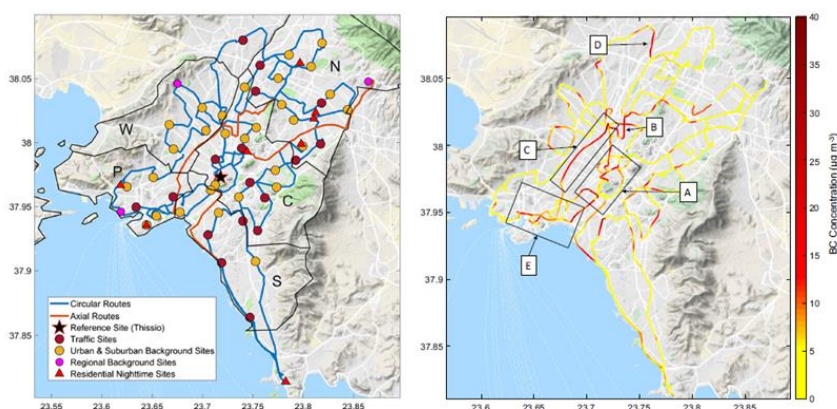 38.05
38
37.95
37.9
37.85
23.55
23.6
23.65
23.7
23.75
23.8
23.85
N
W
P
C
S
Circular Routes
Axial Routes
Reference Site (Thissio)
Traffic Sites
Urban & Suburban Background Sites
Regional Background Sites
Residential Nighttime Sites
38.05
38
37.95
37.9
37.85
23.6
23.65
23.7
23.75
23.8
23.85
D
B
C
A
E
40
35
30
25
20
15
10
5
0
BC Concentration (μg m⁻³)